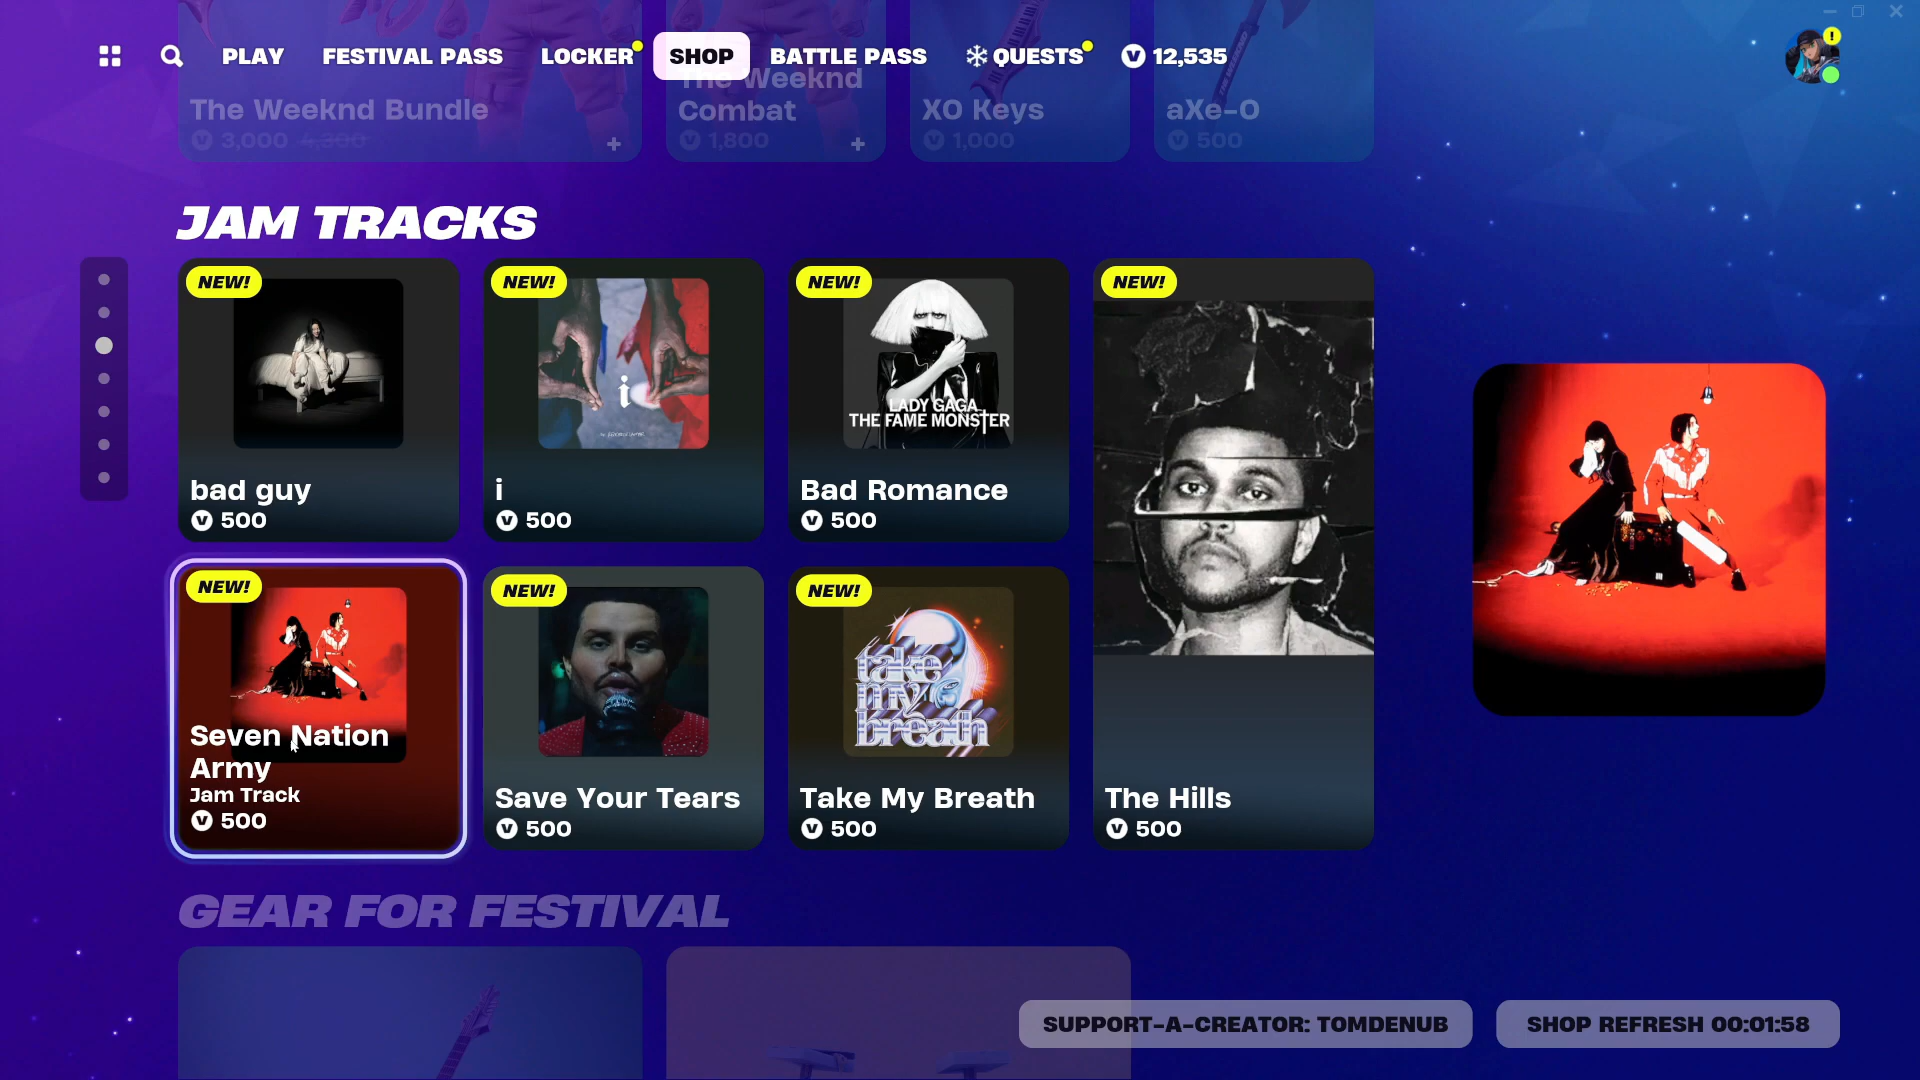 PLAY
FESTIVAL PASS
LOCKER
SHOP
BATTLE PASS
QUESTS
12,535
The Weeknd Bundle
3,000 4,300
The Weeknd
Combat
1,800
XO Keys
1,000
aXe-O
500
JAM TRACKS
NEW!
bad guy
500
NEW!
i
i
500
NEW!
LADY GAGA
THE FAME MONSTER
Bad Romance
500
NEW!
The Hills
500
NEW!
Seven Nation
Army
Jam Track
500
NEW!
Save Your Tears
500
NEW!
take
my
breath
Take My Breath
500
GEAR FOR FESTIVAL
SUPPORT-A-CREATOR: TOMDENUB
SHOP REFRESH 00:01:58